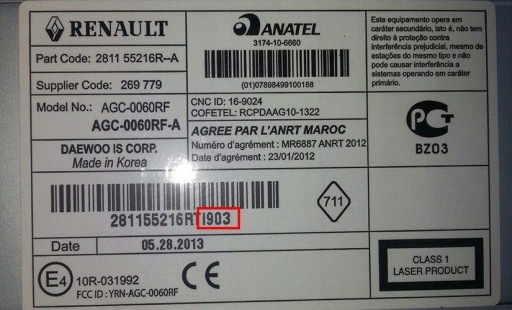 RENAULT
Part Code: 2811 55216R-A
Supplier Code: 269 779
Model No.: AGC-0060RF
AGC-0060RF-A
DAEWOO IS CORP.
Made in Korea
ANATEL
3174-10-6660
(01)07898499100188
CNC ID: 16-9024
COFETEL: RCPDAAG10-1322
AGREE PAR L'ANRT MAROC
Numéro d'agrément : MR6887 ANRT 2012
Date d'agrément : 23/01/2012
Este equipamento opera em
caráter secundário, isto é, não tem
direito à proteção contra
interferência prejudicial, mesmo de
estações do mesmo tipo e não
pode causar interferência a
sistemas operando em caráter
primário.
PCT
BZ03
281155216RTI903
711
Date 05.28.2013
E4 10R-031992
FCC ID : YRN-AGC-0060RF
CE
CLASS 1
LASER PRODUCT